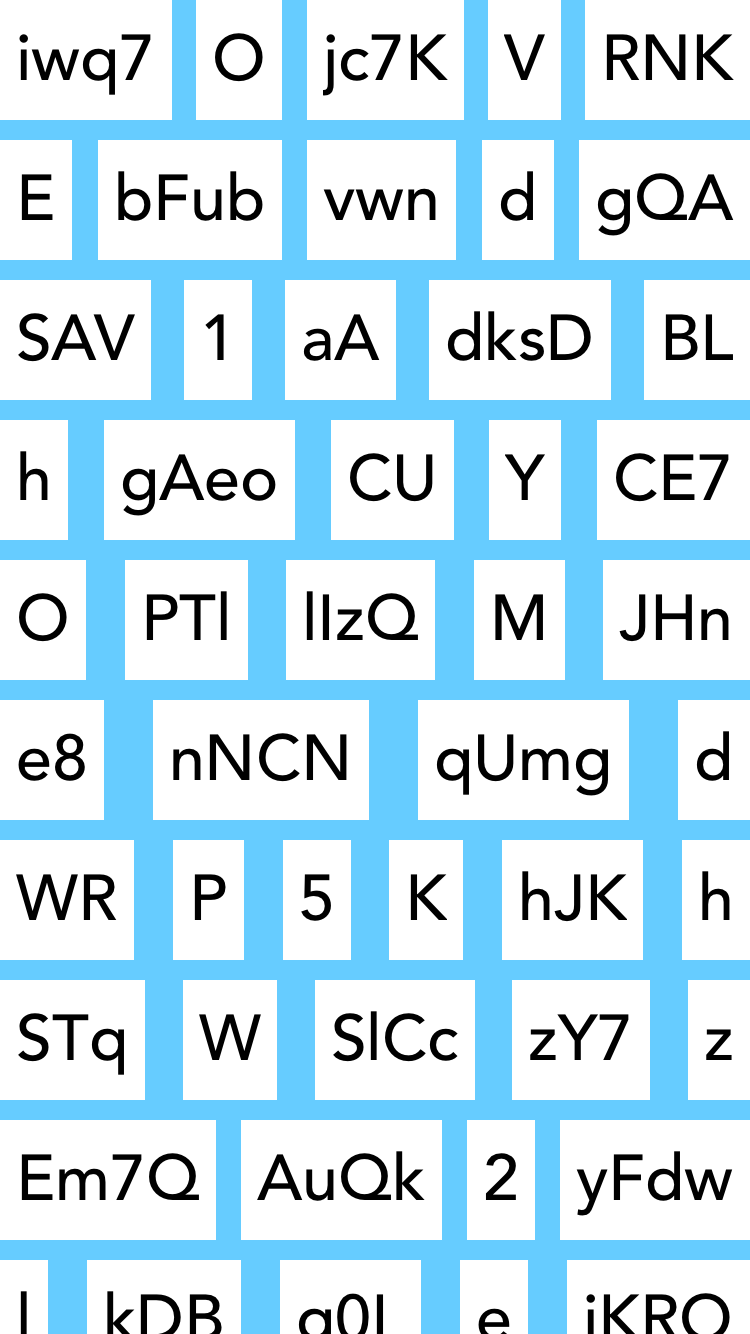 iwq7 O jc7K V RNK
E bFub vwn d gQA
SAV 1 aA dksD BL
h gAeo CU Y CE7
O PTl lIzQ M JHn
e8 nNCN qUmg d
WR P 5 K hJK h
STq W SlCc zY7 z
Em7Q AuQk 2 yFdw
kDB e